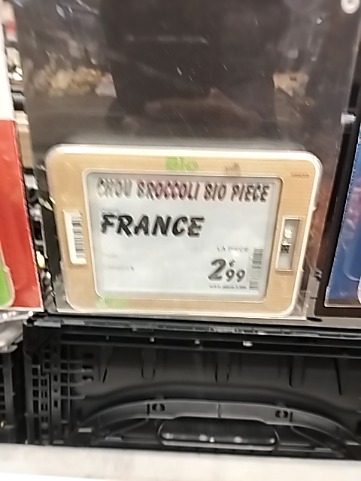 Bio
CHOU BROCCOLI BIO PIECE
FRANCE
LA PIECE
2€99